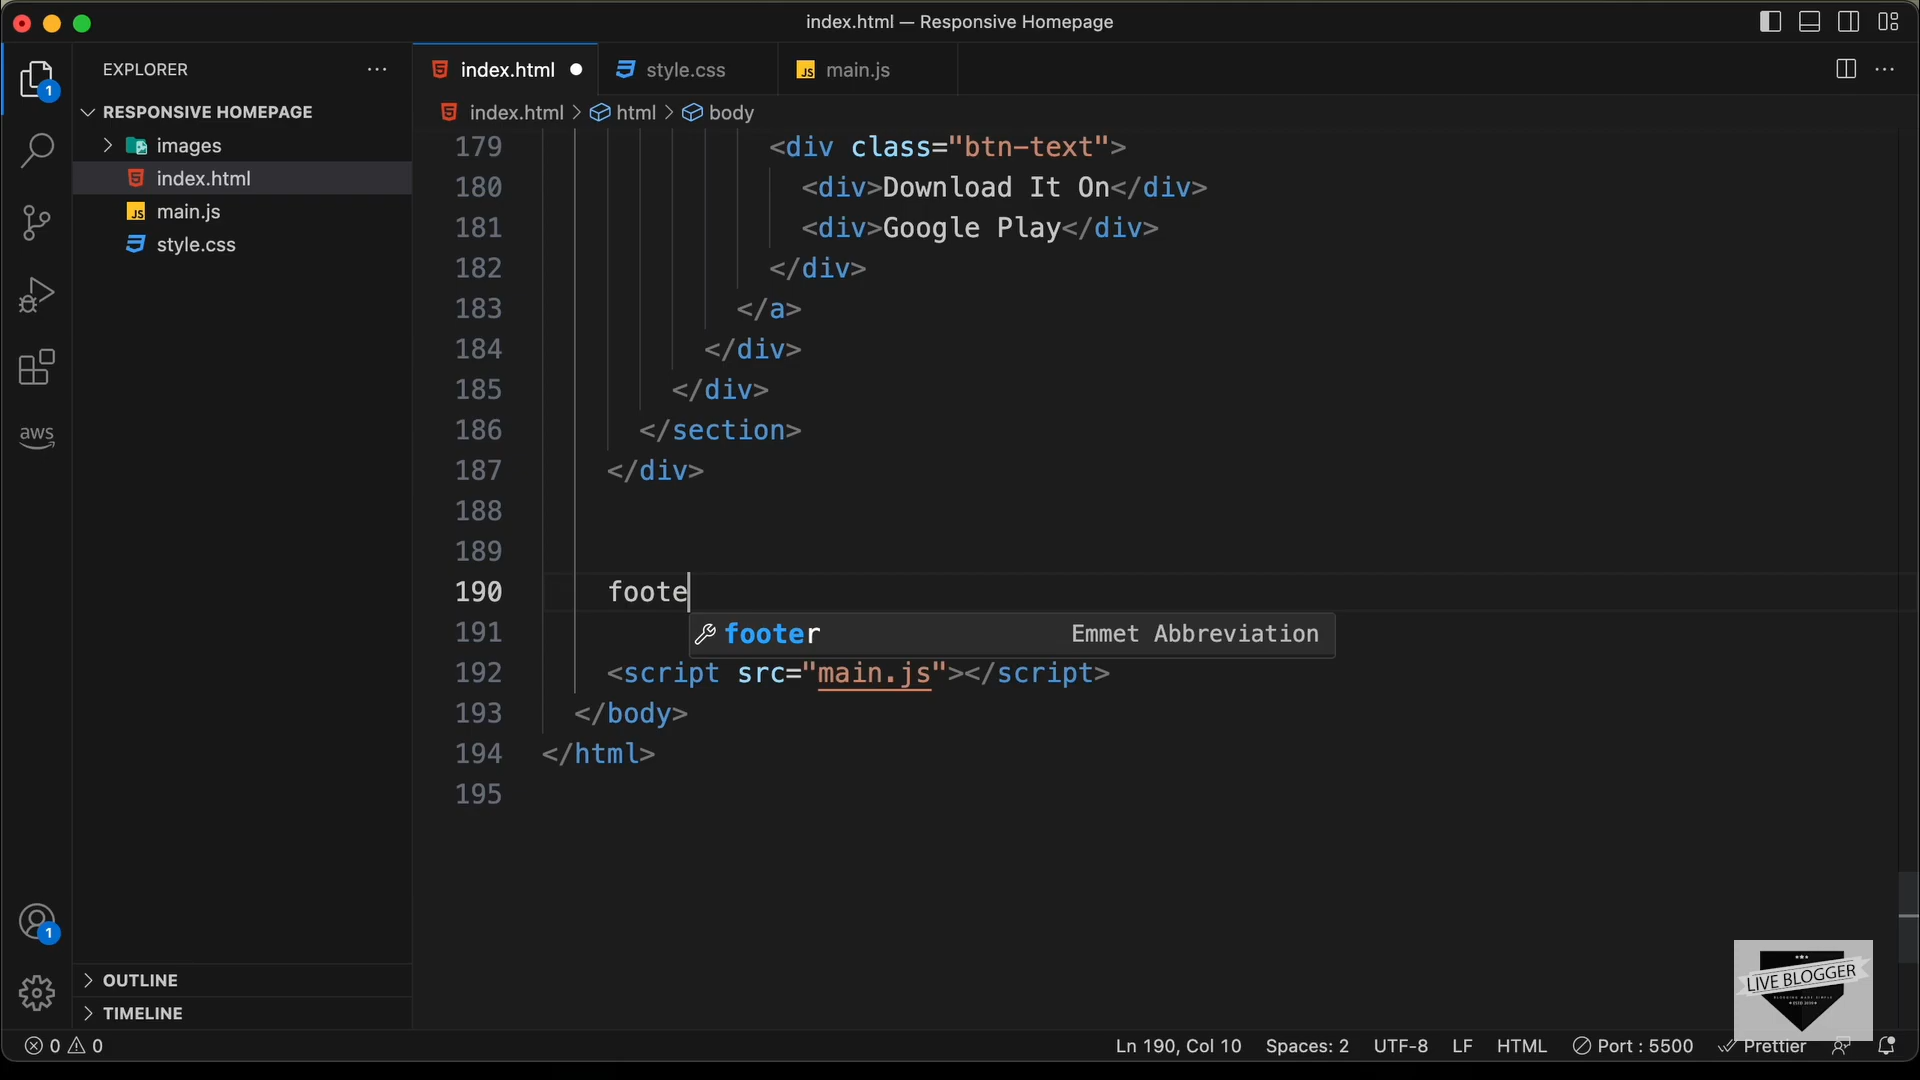 index.html — Responsive Homepage
EXPLORER
index.html
style.css
JS main.js
1
RESPONSIVE HOMEPAGE
index.html > html > body
images
index.html
JS main.js
style.css
179 <div class="btn-text">
180 <div>Download It On</div>
181 <div>Google Play</div>
182 </div>
183 </a>
184 </div>
185 </div>
186 </section>
187 </div>
188
189
190 foote
191 footer Emmet Abbreviation
192 <script src="main.js"></script>
193 </body>
194 </html>
195
aws
1
OUTLINE
TIMELINE
LIVE BLOGGER
0 0
Ln 190, Col 10 Spaces: 2 UTF-8 LF HTML Port : 5500 Prettier